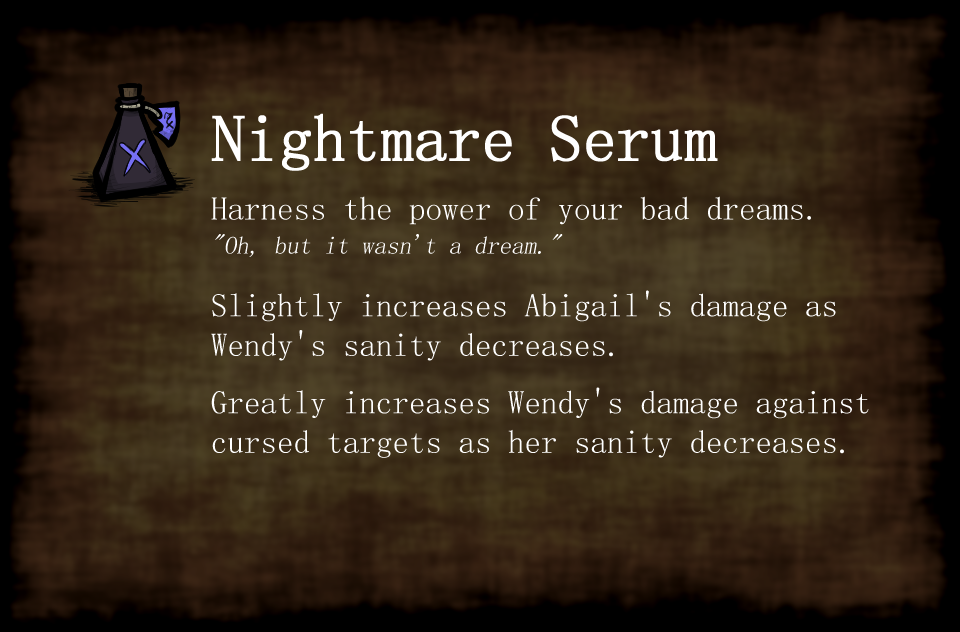 Nightmare Serum
Harness the power of your bad dreams.
"Oh, but it wasn't a dream."
Slightly increases Abigail's damage as
Wendy's sanity decreases.
Greatly increases Wendy's damage against
cursed targets as her sanity decreases.